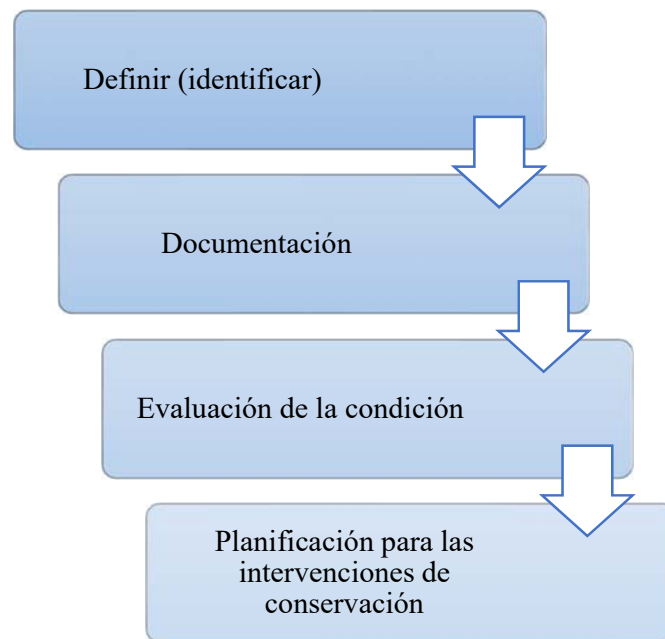 Definir (identificar)
Documentación
Evaluación de la condición
Planificación para las
intervenciones de
conservación